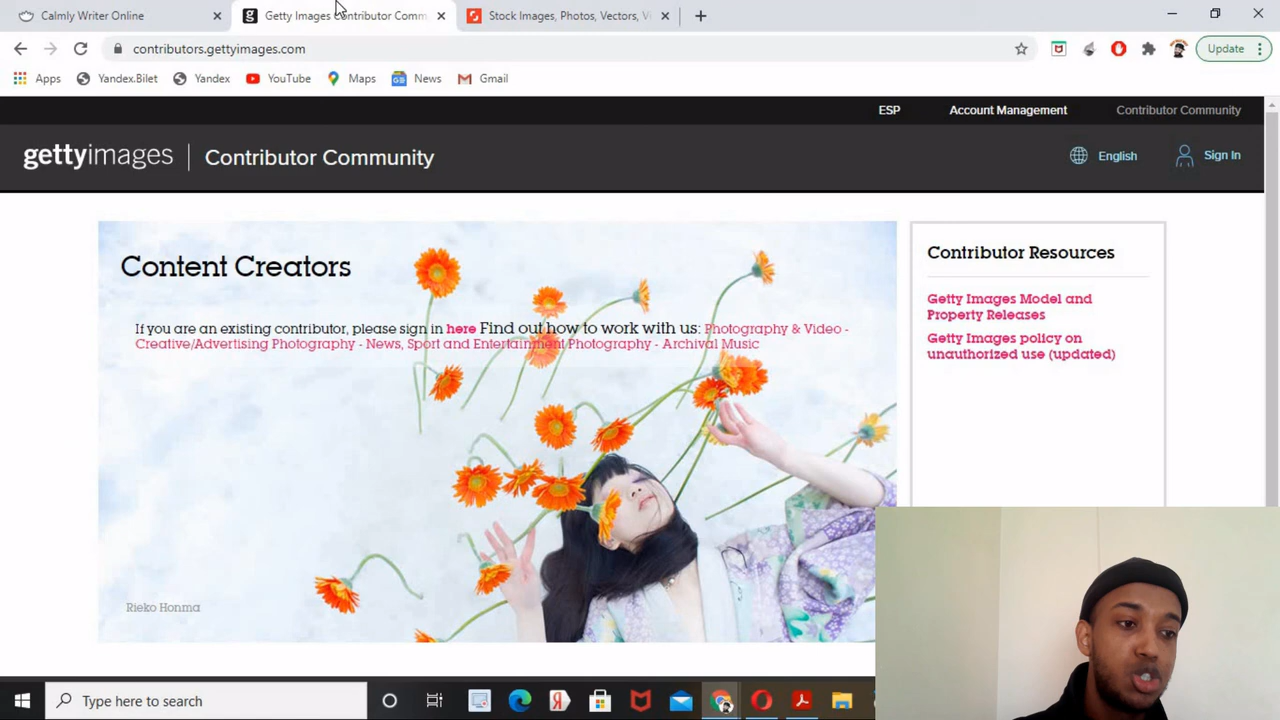 Calmly Writer Online
Getty Images Contributor Comm
Stock Images, Photos, Vectors, V
contributors.gettyimages.com
Update
Apps
Yandex.Bilet
Yandex
YouTube
Maps
News
Gmail
ESP
Account Management
Contributor Community
gettyimages
Contributor Community
English
Sign In
Content Creators
If you are an existing contributor, please sign in here Find out how to work with us: Photography & Video -
Creative/Advertising Photography - News, Sport and Entertainment Photography - Archival Music
Rieko Honma
Contributor Resources
Getty Images Model and
Property Releases
Getty Images policy on
unauthorized use (updated)
Type here to search